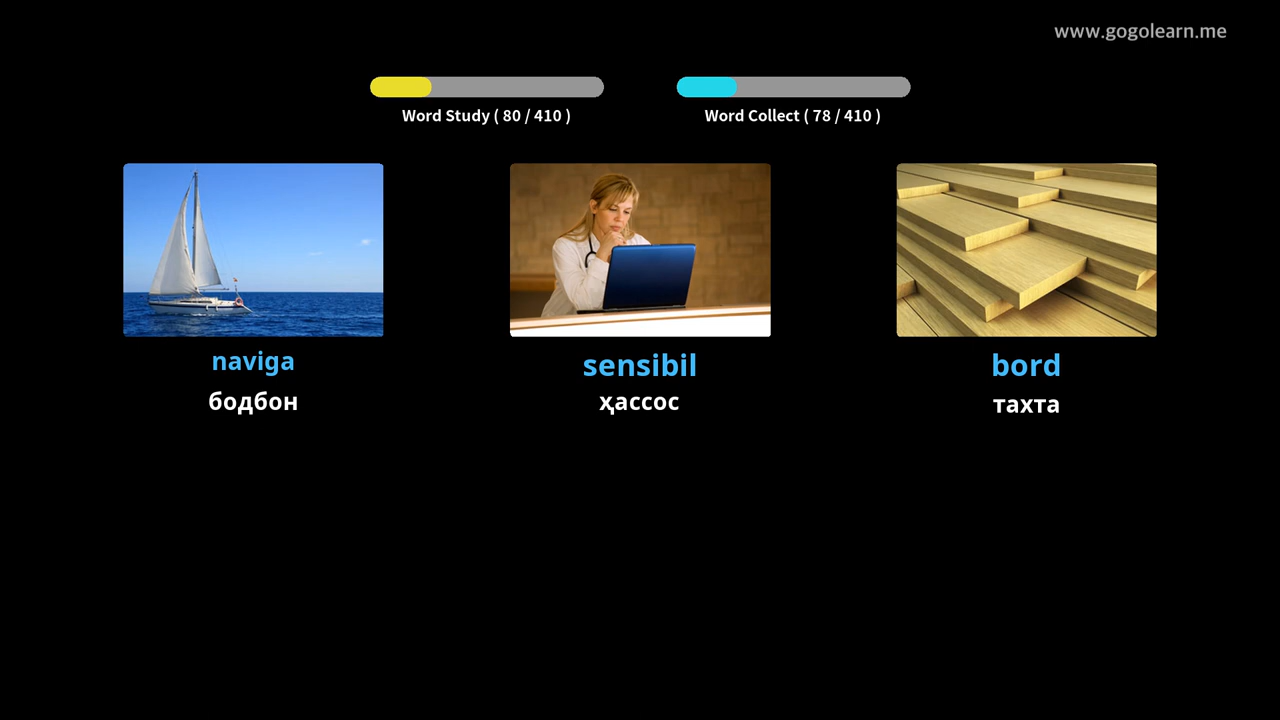 www.gogolearn.me
Word Study ( 80 / 410 )
Word Collect ( 78 / 410 )
naviga
бодбон
sensibil
ҳассос
bord
тахта